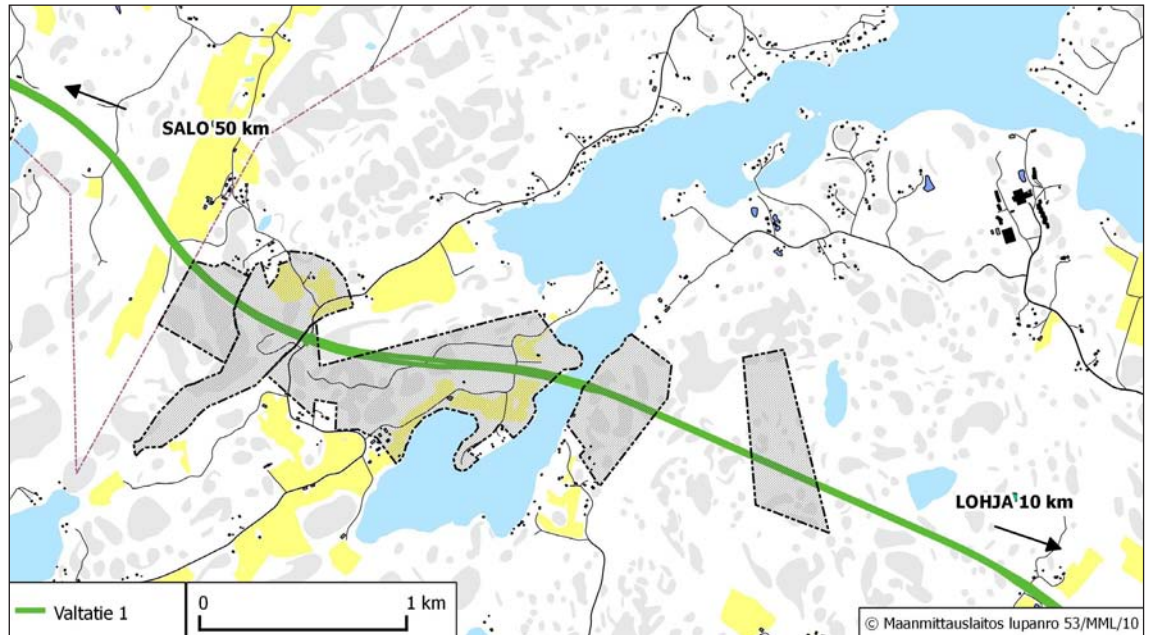 SALO 50 km
LOHJA 10 km
Valtatie 1
0 1 km
© Maanmittauslaitos lupanro 53/MML/10